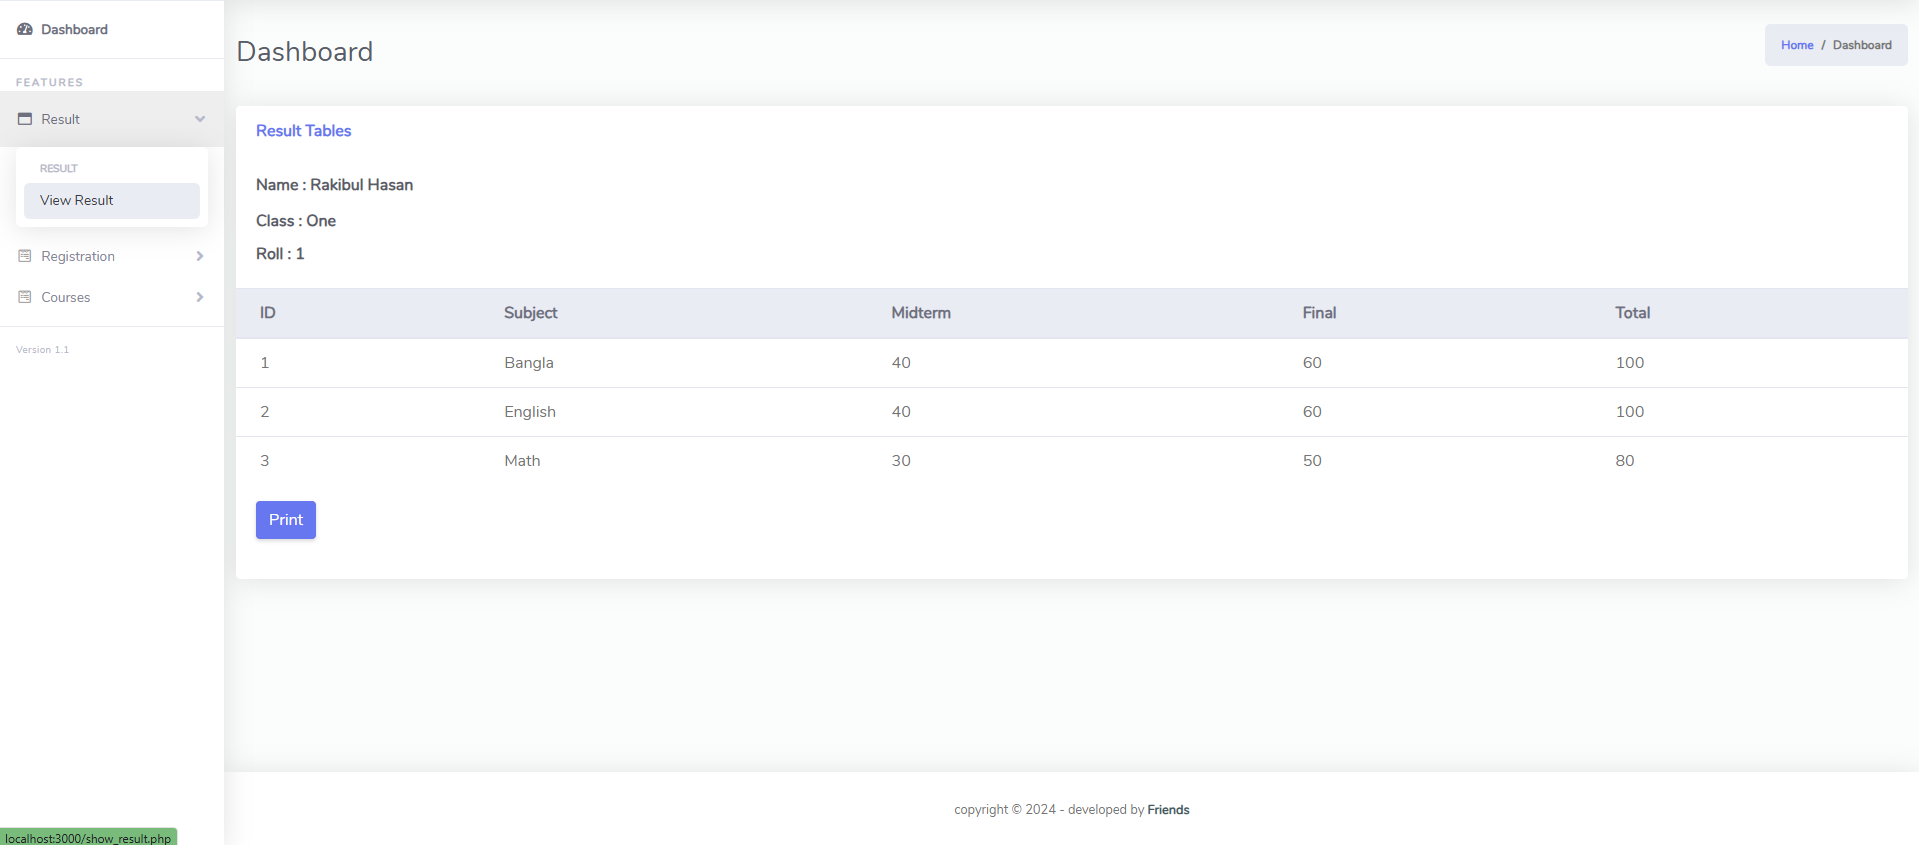 Dashboard
FEATURES
Result
RESULT
View Result
Registration
Courses
Version 1.1
Dashboard
Home / Dashboard
Result Tables
Name : Rakibul Hasan
Class : One
Roll : 1
ID Subject Midterm Final Total
1 Bangla 40 60 100
2 English 40 60 100
3 Math 30 50 80
Print
copyright © 2024 - developed by Friends
localhost:3000/show_result.php